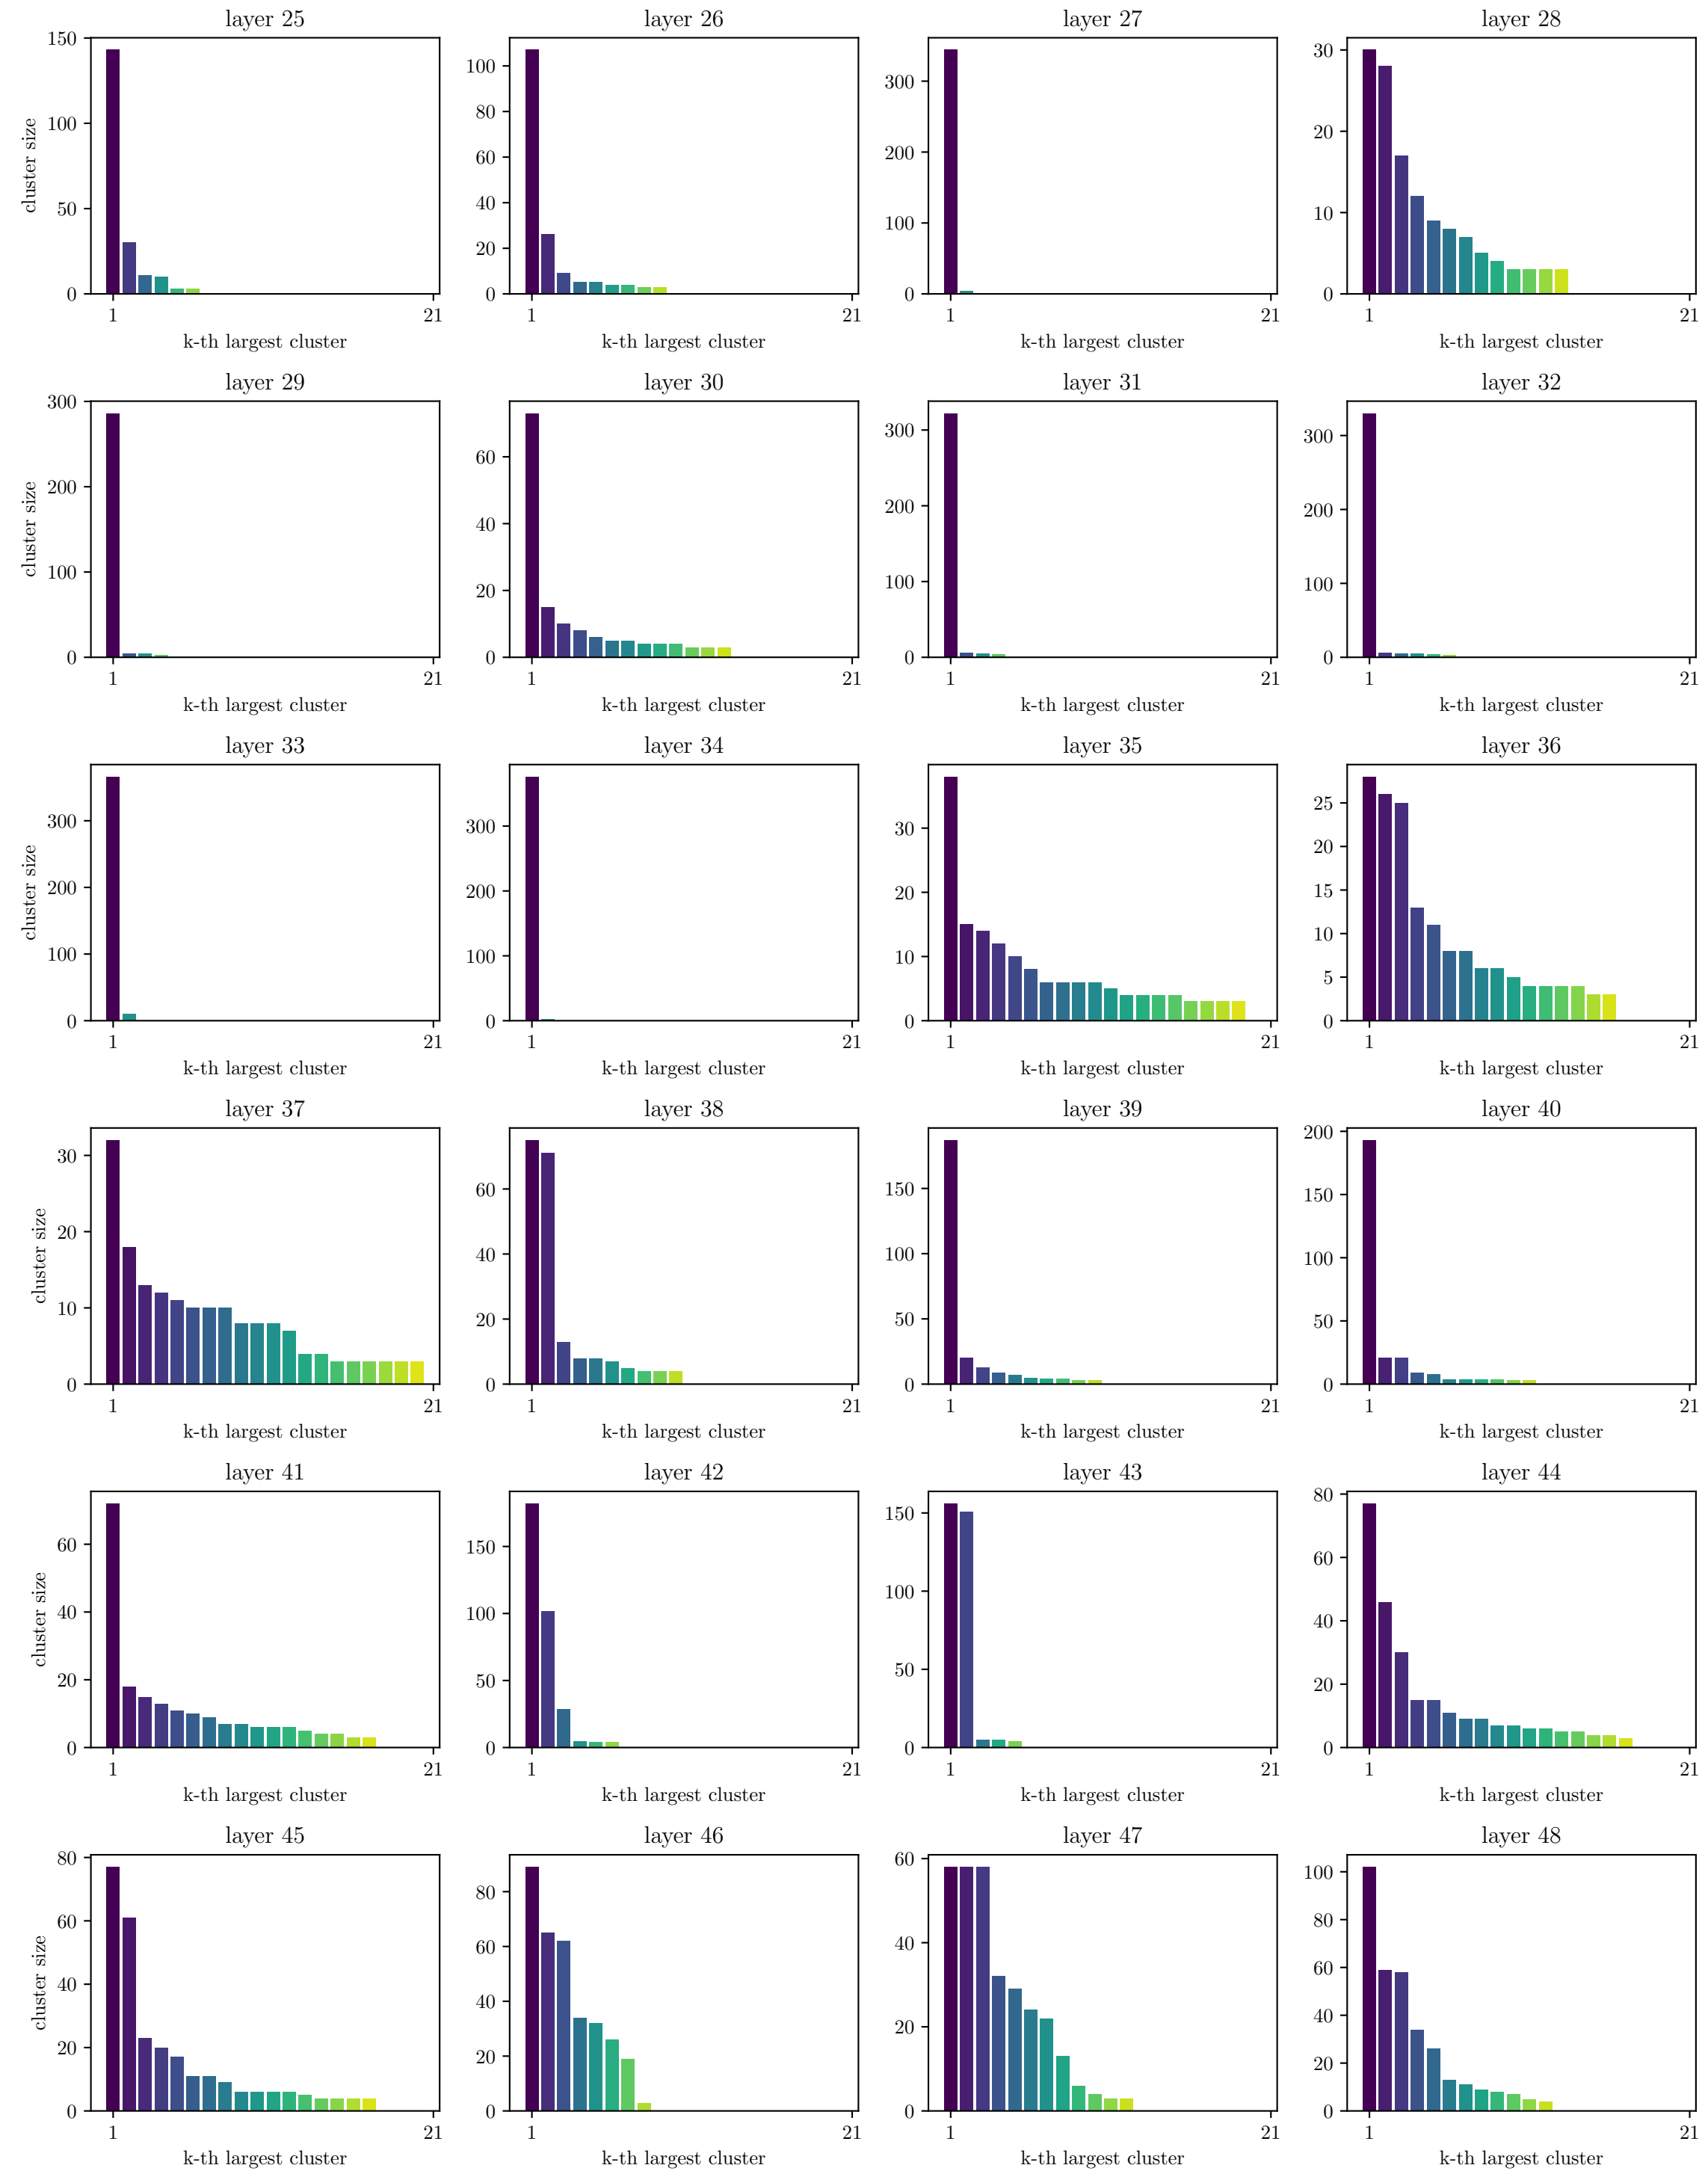 layer 25
layer 26
layer 27
layer 28
cluster size
150
100
50
0
100
80
60
40
20
0
300
200
100
0
30
20
10
0
1 21
1 21
1 21
1 21
k-th largest cluster
k-th largest cluster
k-th largest cluster
k-th largest cluster
layer 29
layer 30
layer 31
layer 32
cluster size
300
200
100
0
60
40
20
0
300
200
100
0
300
200
100
0
1 21
1 21
1 21
1 21
k-th largest cluster
k-th largest cluster
k-th largest cluster
k-th largest cluster
layer 33
layer 34
layer 35
layer 36
cluster size
300
200
100
0
300
200
100
0
30
20
10
0
25
20
15
10
5
0
1 21
1 21
1 21
1 21
k-th largest cluster
k-th largest cluster
k-th largest cluster
k-th largest cluster
layer 37
layer 38
layer 39
layer 40
cluster size
30
20
10
0
60
40
20
0
150
100
50
0
200
150
100
50
0
1 21
1 21
1 21
1 21
k-th largest cluster
k-th largest cluster
k-th largest cluster
k-th largest cluster
layer 41
layer 42
layer 43
layer 44
cluster size
60
40
20
0
150
100
50
0
150
100
50
0
80
60
40
20
0
1 21
1 21
1 21
1 21
k-th largest cluster
k-th largest cluster
k-th largest cluster
k-th largest cluster
layer 45
layer 46
layer 47
layer 48
cluster size
80
60
40
20
0
80
60
40
20
0
60
40
20
0
100
80
60
40
20
0
1 21
1 21
1 21
1 21
k-th largest cluster
k-th largest cluster
k-th largest cluster
k-th largest cluster